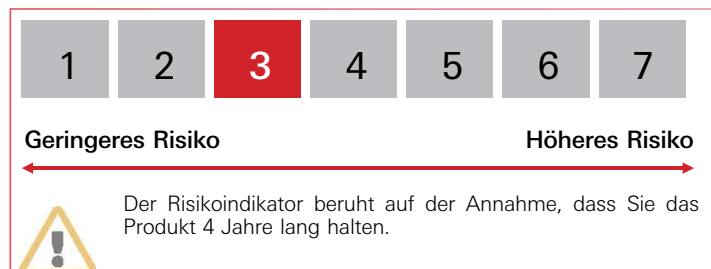 1 2 3 4 5 6 7
Geringeres Risiko Höheres Risiko
Der Risikoindikator beruht auf der Annahme, dass Sie das
Produkt 4 Jahre lang halten.